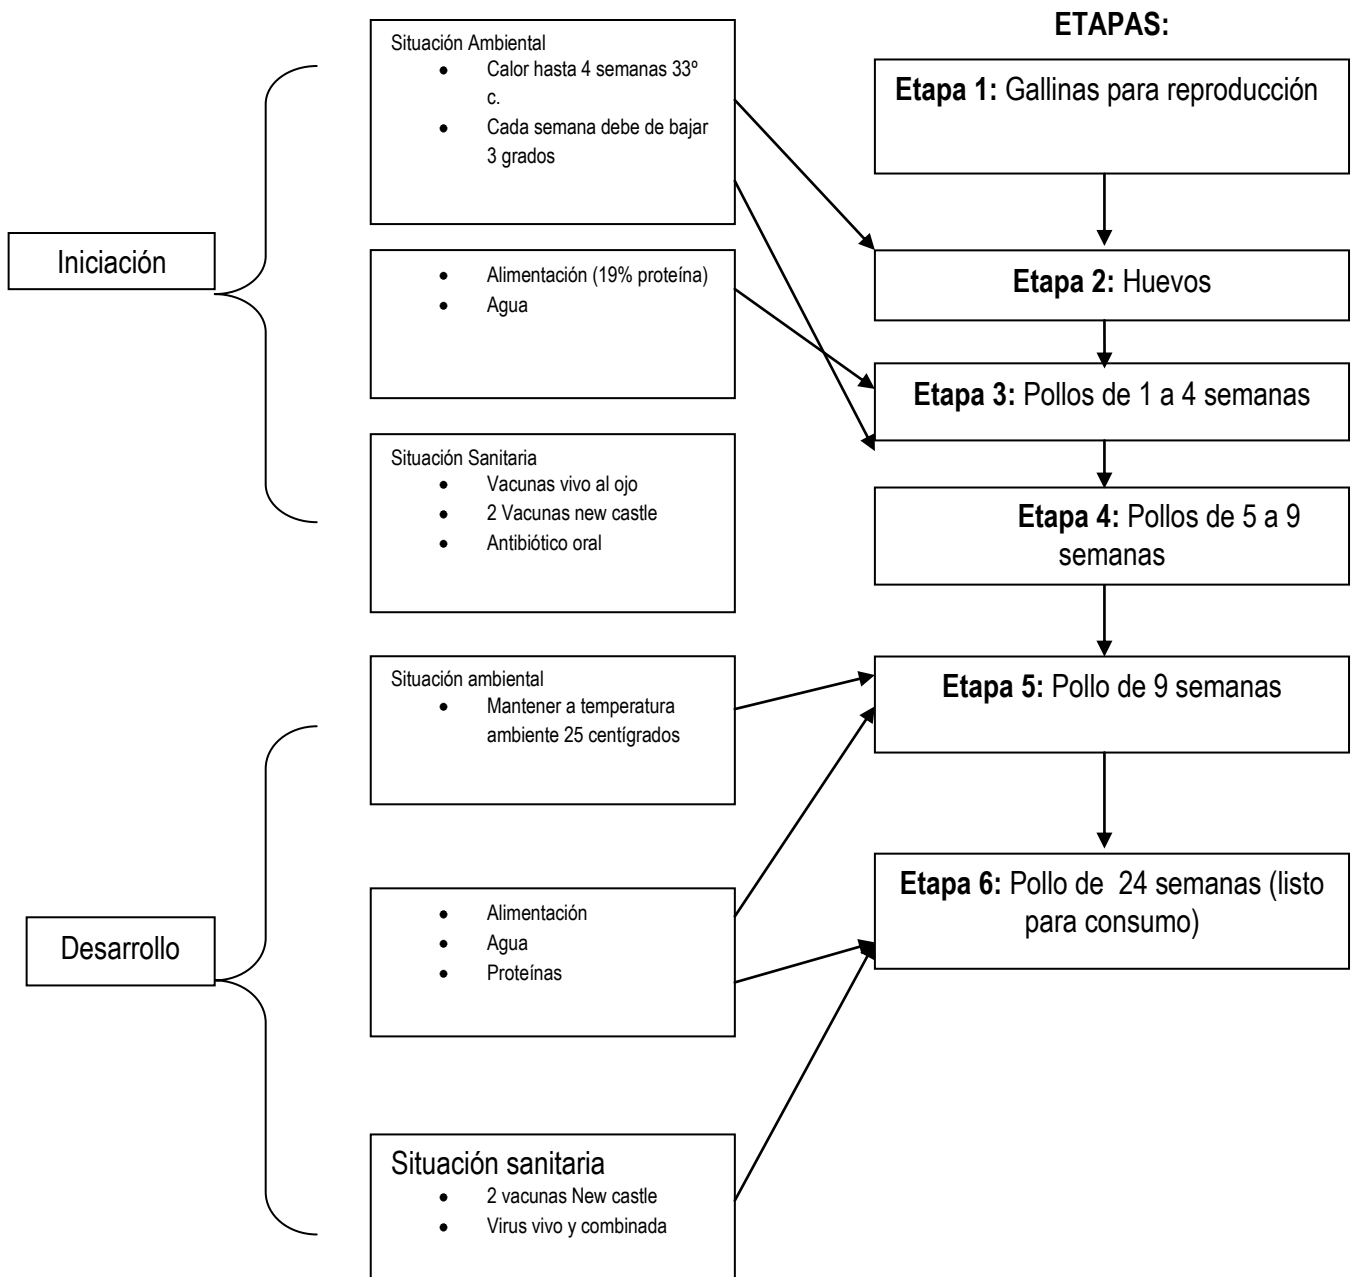 ETAPAS:
Situación Ambiental
• Calor hasta 4 semanas 33º
c.
• Cada semana debe de bajar
3 grados
Etapa 1: Gallinas para reproducción
Iniciación
• Alimentación (19% proteína)
• Agua
Etapa 2: Huevos
Etapa 3: Pollos de 1 a 4 semanas
Situación Sanitaria
• Vacunas vivo al ojo
• 2 Vacunas new castle
• Antibiótico oral
Etapa 4: Pollos de 5 a 9
semanas
Situación ambiental
• Mantener a temperatura
ambiente 25 centígrados
Etapa 5: Pollo de 9 semanas
Desarrollo
• Alimentación
• Agua
• Proteínas
Etapa 6: Pollo de 24 semanas (listo
para consumo)
Situación sanitaria
• 2 vacunas New castle
• Virus vivo y combinada